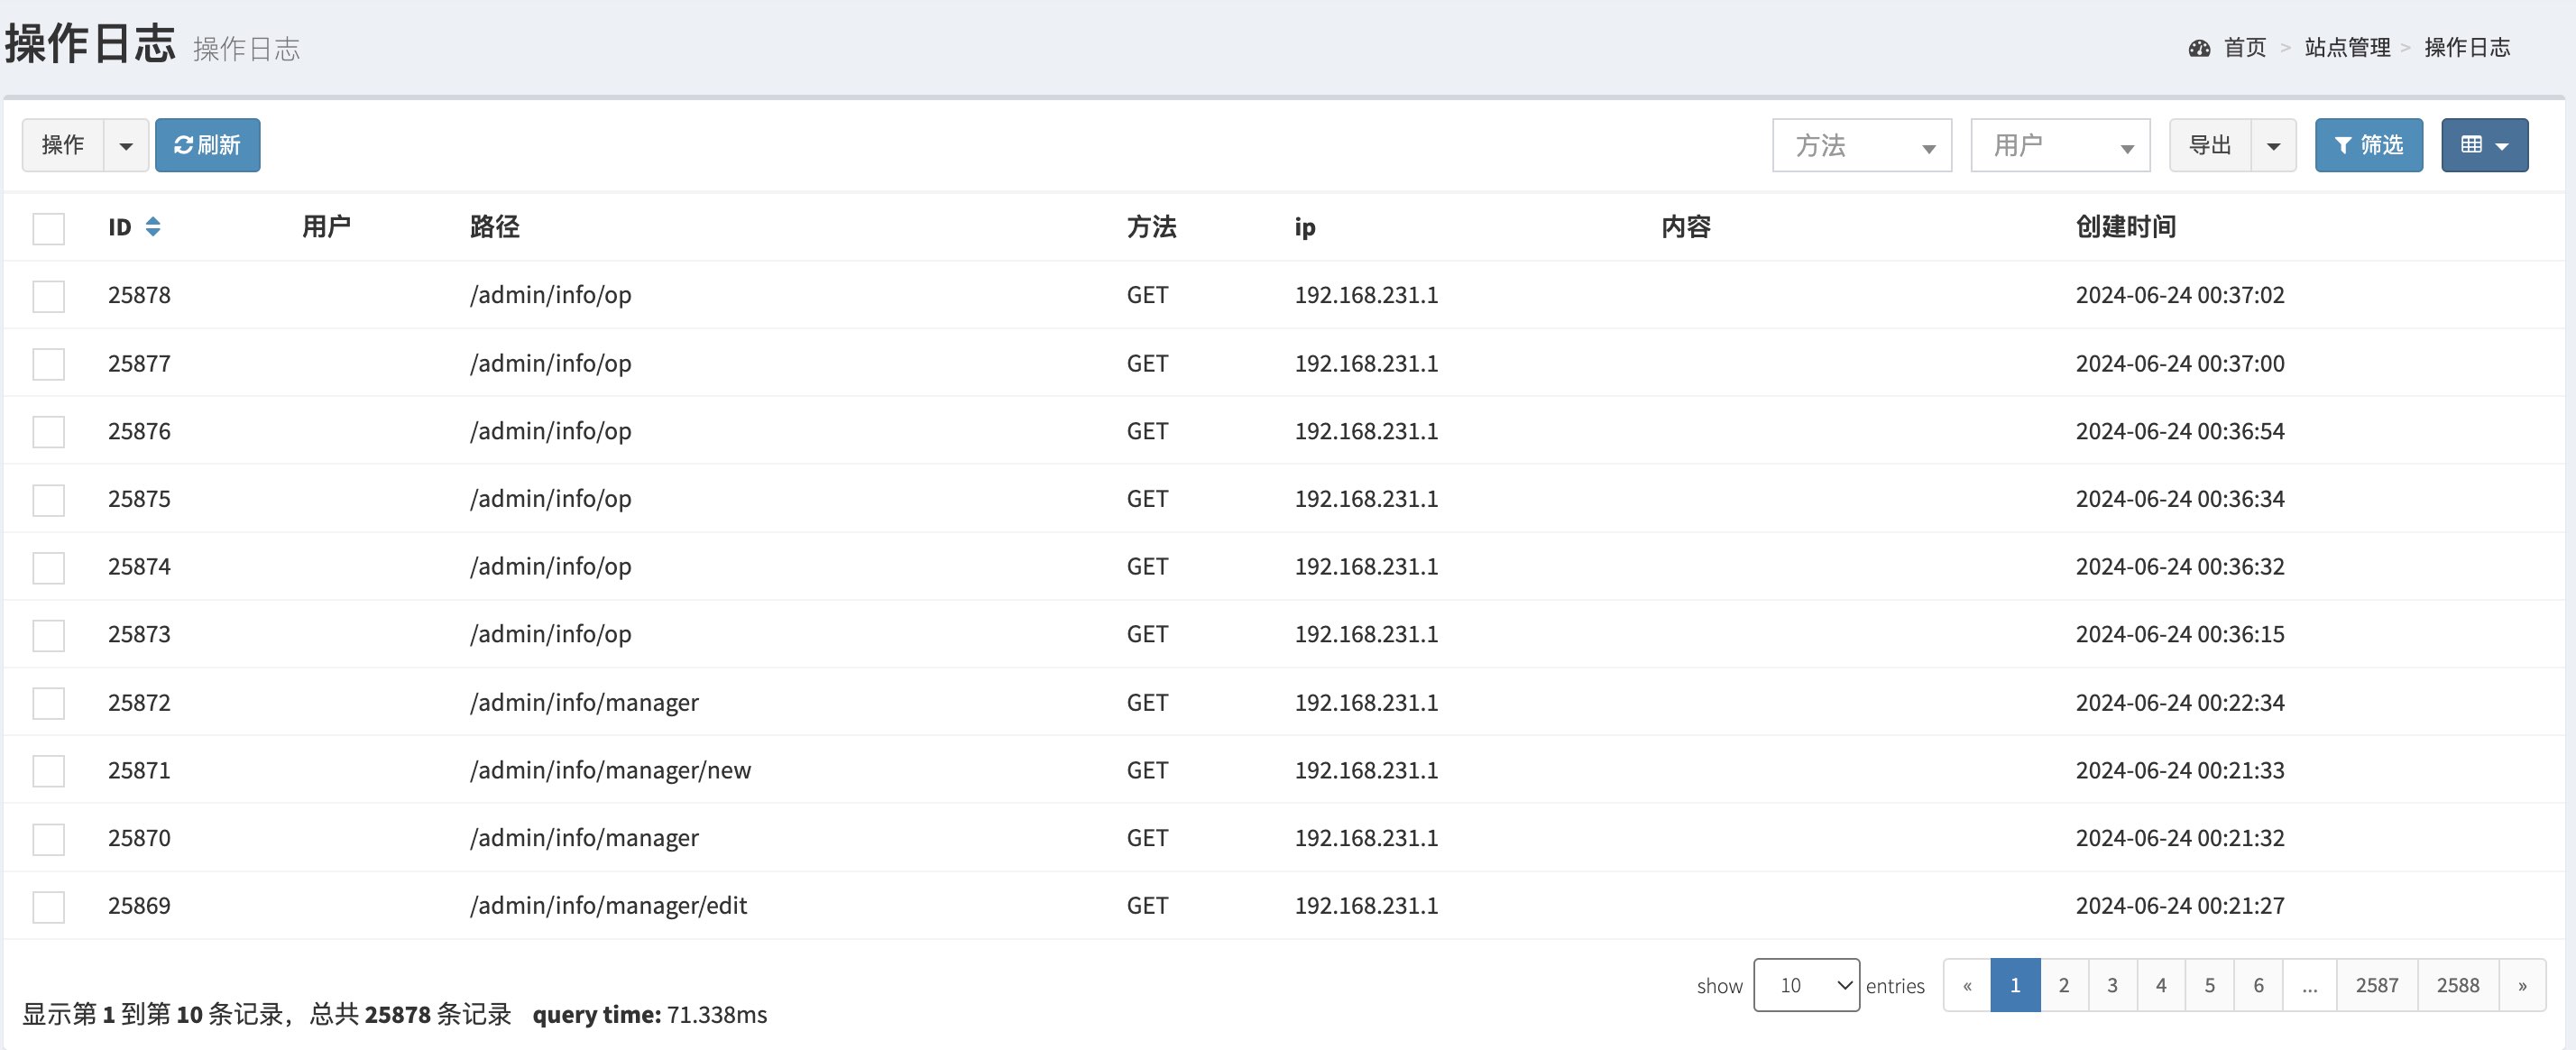 操作日志 操作日志
首页 > 站点管理 > 操作日志
操作 刷新 方法 用户 导出 筛选
ID 用户 路径 方法 ip 内容 创建时间
25878 /admin/info/op GET 192.168.231.1 2024-06-24 00:37:02
25877 /admin/info/op GET 192.168.231.1 2024-06-24 00:37:00
25876 /admin/info/op GET 192.168.231.1 2024-06-24 00:36:54
25875 /admin/info/op GET 192.168.231.1 2024-06-24 00:36:34
25874 /admin/info/op GET 192.168.231.1 2024-06-24 00:36:32
25873 /admin/info/op GET 192.168.231.1 2024-06-24 00:36:15
25872 /admin/info/manager GET 192.168.231.1 2024-06-24 00:22:34
25871 /admin/info/manager/new GET 192.168.231.1 2024-06-24 00:21:33
25870 /admin/info/manager GET 192.168.231.1 2024-06-24 00:21:32
25869 /admin/info/manager/edit GET 192.168.231.1 2024-06-24 00:21:27
show 10 entries « 1 2 3 4 5 6 ... 2587 2588 »
显示第 1 到第 10 条记录，总共 25878 条记录 query time: 71.338ms